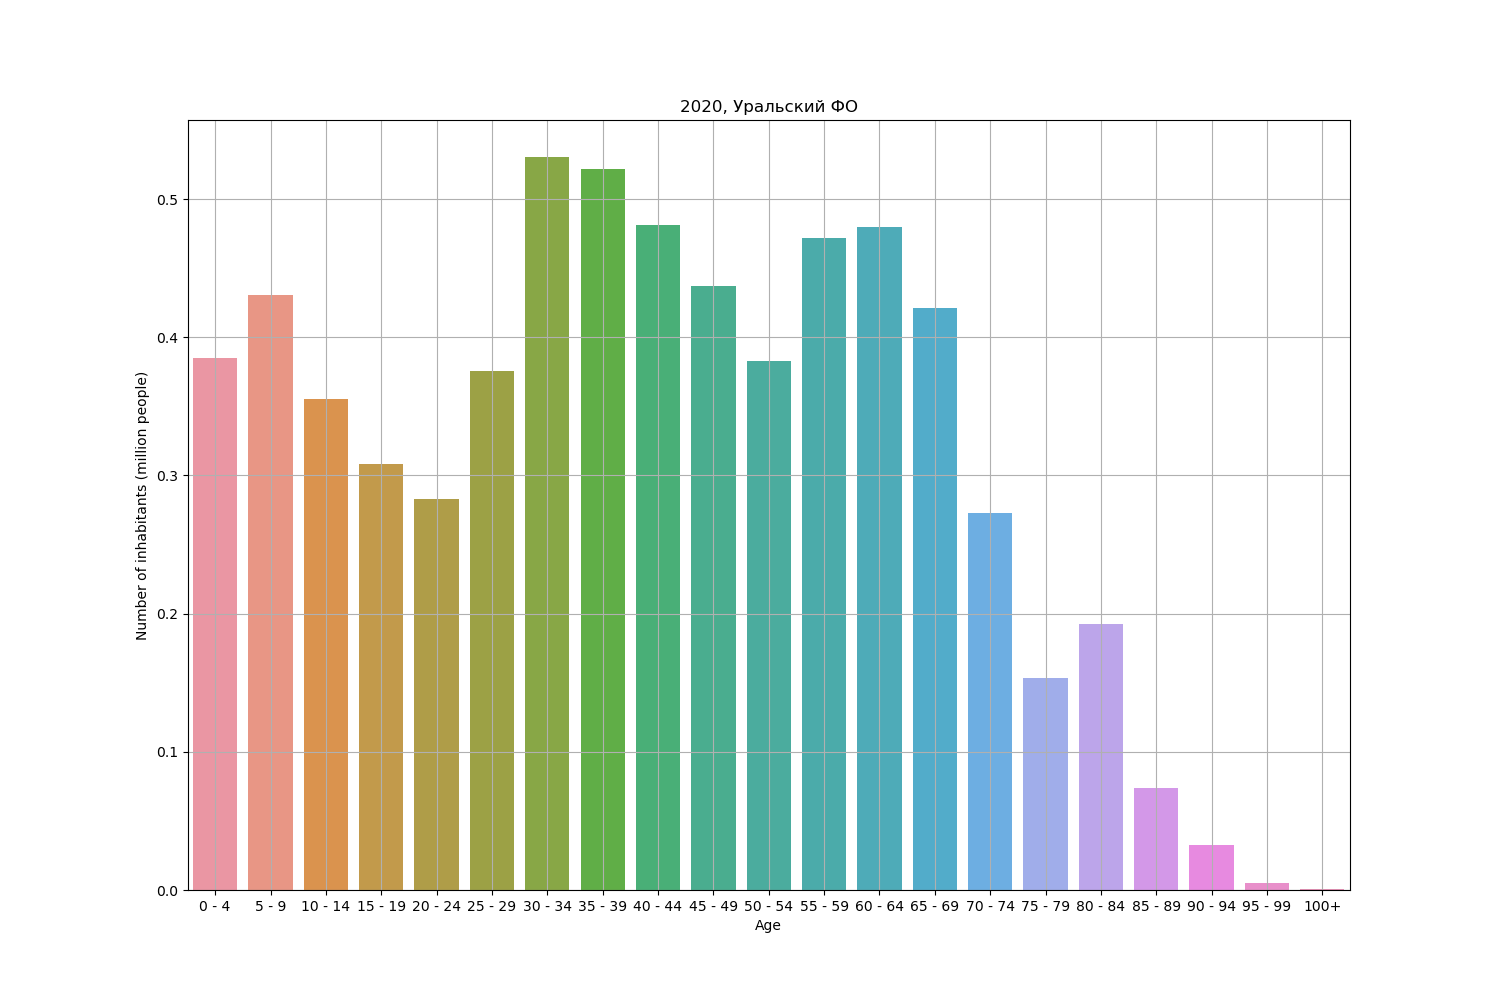 2020, Уральский ФО
Number of inhabitants (million people)
0.5
0.4
0.3
0.2
0.1
0.0
0 - 4 5 - 9 10 - 14 15 - 19 20 - 24 25 - 29 30 - 34 35 - 39 40 - 44 45 - 49 50 - 54 55 - 59 60 - 64 65 - 69 70 - 74 75 - 79 80 - 84 85 - 89 90 - 94 95 - 99 100+
Age